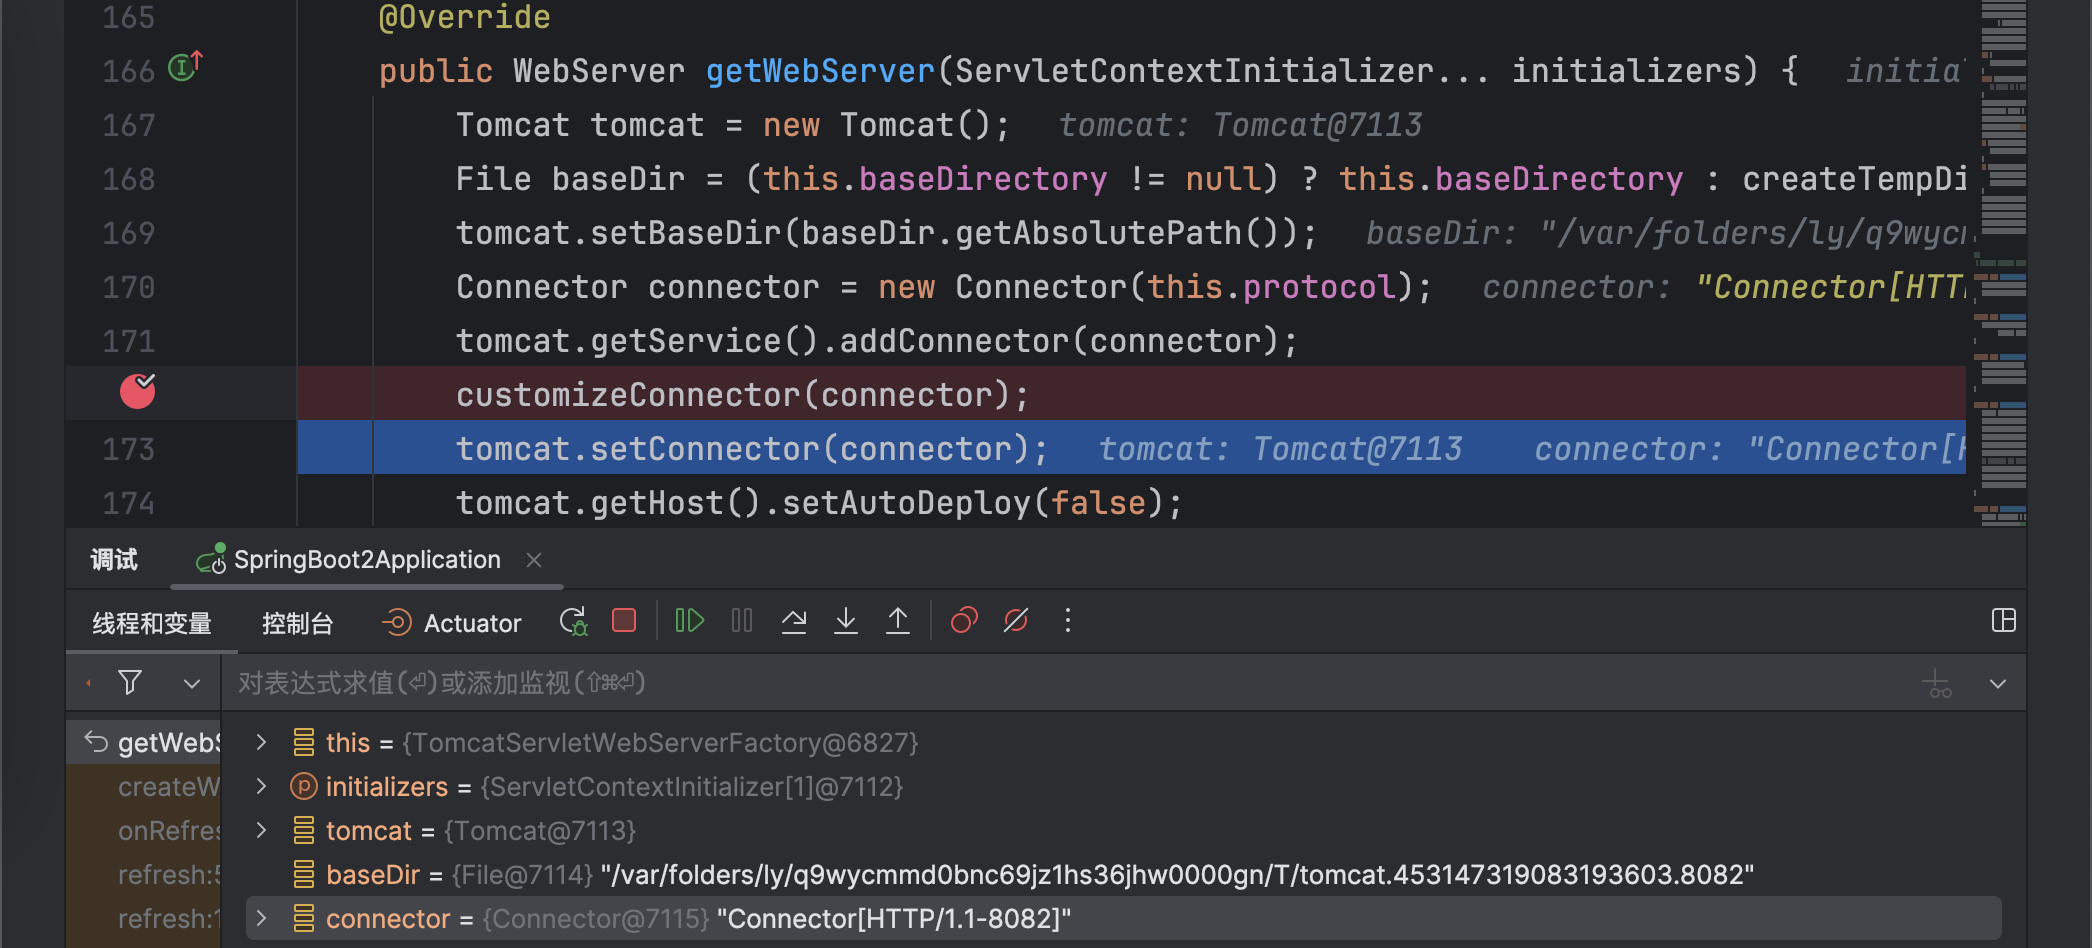 165 @Override
166 public WebServer getWebServer(ServletContextInitializer... initializers) { initia
167 Tomcat tomcat = new Tomcat(); tomcat: Tomcat@7113
168 File baseDir = (this.baseDirectory != null) ? this.baseDirectory : createTempDi
169 tomcat.setBaseDir(baseDir.getAbsolutePath()); baseDir: "/var/folders/ly/q9wycm
170 Connector connector = new Connector(this.protocol); connector: "Connector[HTT
171 tomcat.getService().addConnector(connector);
customizeConnector(connector);
173 tomcat.setConnector(connector); tomcat: Tomcat@7113 connector: "Connector[H
174 tomcat.getHost().setAutoDeploy(false);
调试 SpringBoot2Application
线程和变量 控制台 Actuator
对表达式求值(⏎)或添加监视(⇧⌘⏎)
getWebS
this = {TomcatServletWebServerFactory@6827}
createW
initializers = {ServletContextInitializer[1]@7112}
onRefres
tomcat = {Tomcat@7113}
refresh:5
baseDir = {File@7114} "/var/folders/ly/q9wycmmd0bnc69jz1hs36jhw0000gn/T/tomcat.453147319083193603.8082"
refresh:1
connector = {Connector@7115} "Connector[HTTP/1.1-8082]"